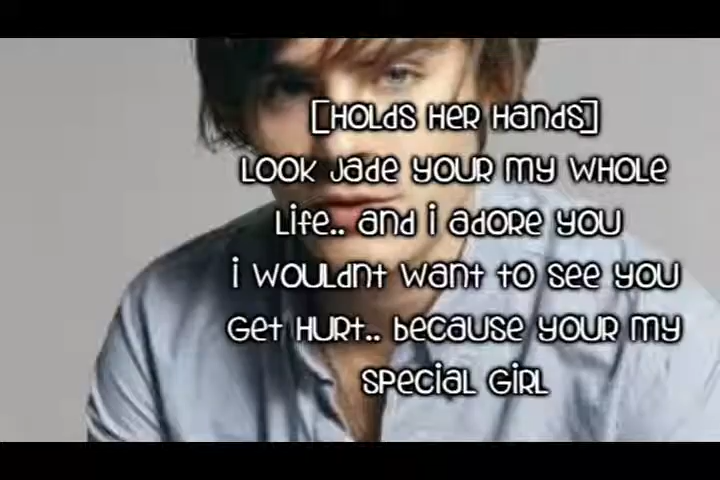 [Holds her hands]
Look Jade your my whole
life.. and i adore you
i wouldnt want to see you
get hurt.. because your my
special girl